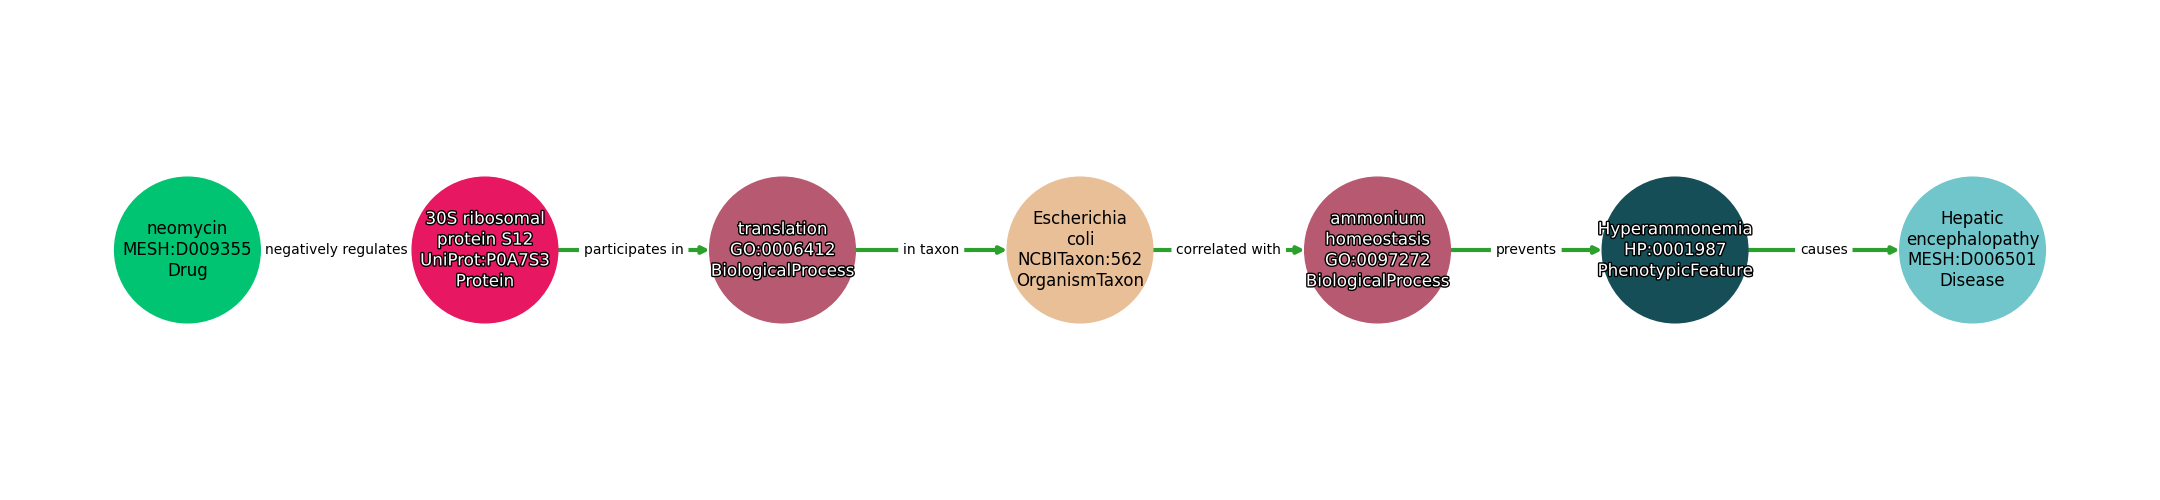 neomycin
MESH:D009355
Drug
negatively regulates
30S ribosomal
protein S12
UniProt:P0A7S3
Protein
participates in
translation
GO:0006412
BiologicalProcess
in taxon
Escherichia
coli
NCBITaxon:562
OrganismTaxon
correlated with
ammonium
homeostasis
GO:0097272
BiologicalProcess
prevents
Hyperammonemia
HP:0001987
PhenotypicFeature
causes
Hepatic
encephalopathy
MESH:D006501
Disease